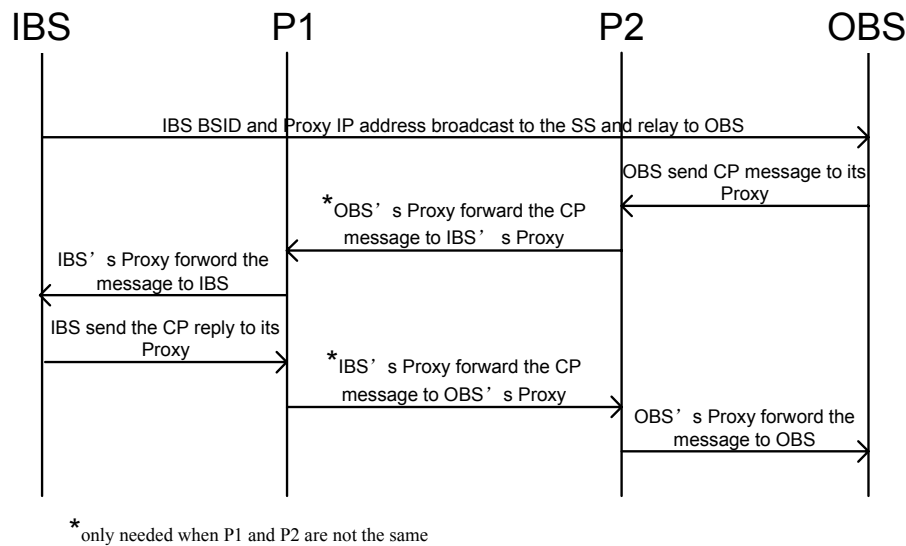 IBS P1 P2 OBS
IBS BSID and Proxy IP address broadcast to the SS and relay to OBS
OBS send CP message to its
Proxy
*OBS’s Proxy forward the CP
message to IBS’s Proxy
IBS’s Proxy forword the
message to IBS
IBS send the CP reply to its
Proxy
*IBS’s Proxy forward the CP
message to OBS’s Proxy
OBS’s Proxy forword the
message to OBS
*only needed when P1 and P2 are not the same